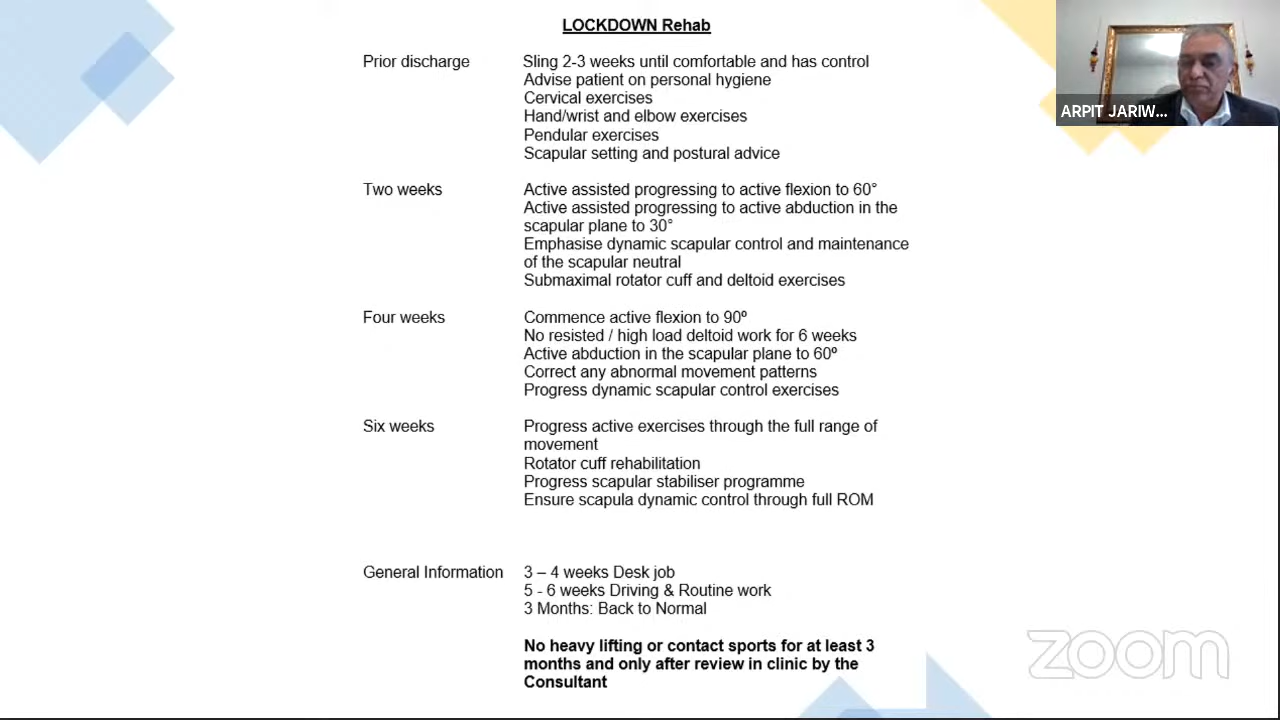 LOCKDOWN Rehab
Prior discharge
Sling 2-3 weeks until comfortable and has control
Advise patient on personal hygiene
Cervical exercises
Hand/wrist and elbow exercises
Pendular exercises
Scapular setting and postural advice
Two weeks
Active assisted progressing to active flexion to 60°
Active assisted progressing to active abduction in the
scapular plane to 30°
Emphasise dynamic scapular control and maintenance
of the scapular neutral
Submaximal rotator cuff and deltoid exercises
Four weeks
Commence active flexion to 90º
No resisted / high load deltoid work for 6 weeks
Active abduction in the scapular plane to 60º
Correct any abnormal movement patterns
Progress dynamic scapular control exercises
Six weeks
Progress active exercises through the full range of
movement
Rotator cuff rehabilitation
Progress scapular stabiliser programme
Ensure scapula dynamic control through full ROM
General Information
3 – 4 weeks Desk job
5 - 6 weeks Driving & Routine work
3 Months: Back to Normal
No heavy lifting or contact sports for at least 3
months and only after review in clinic by the
Consultant
ARPIT JARIW...
zoom